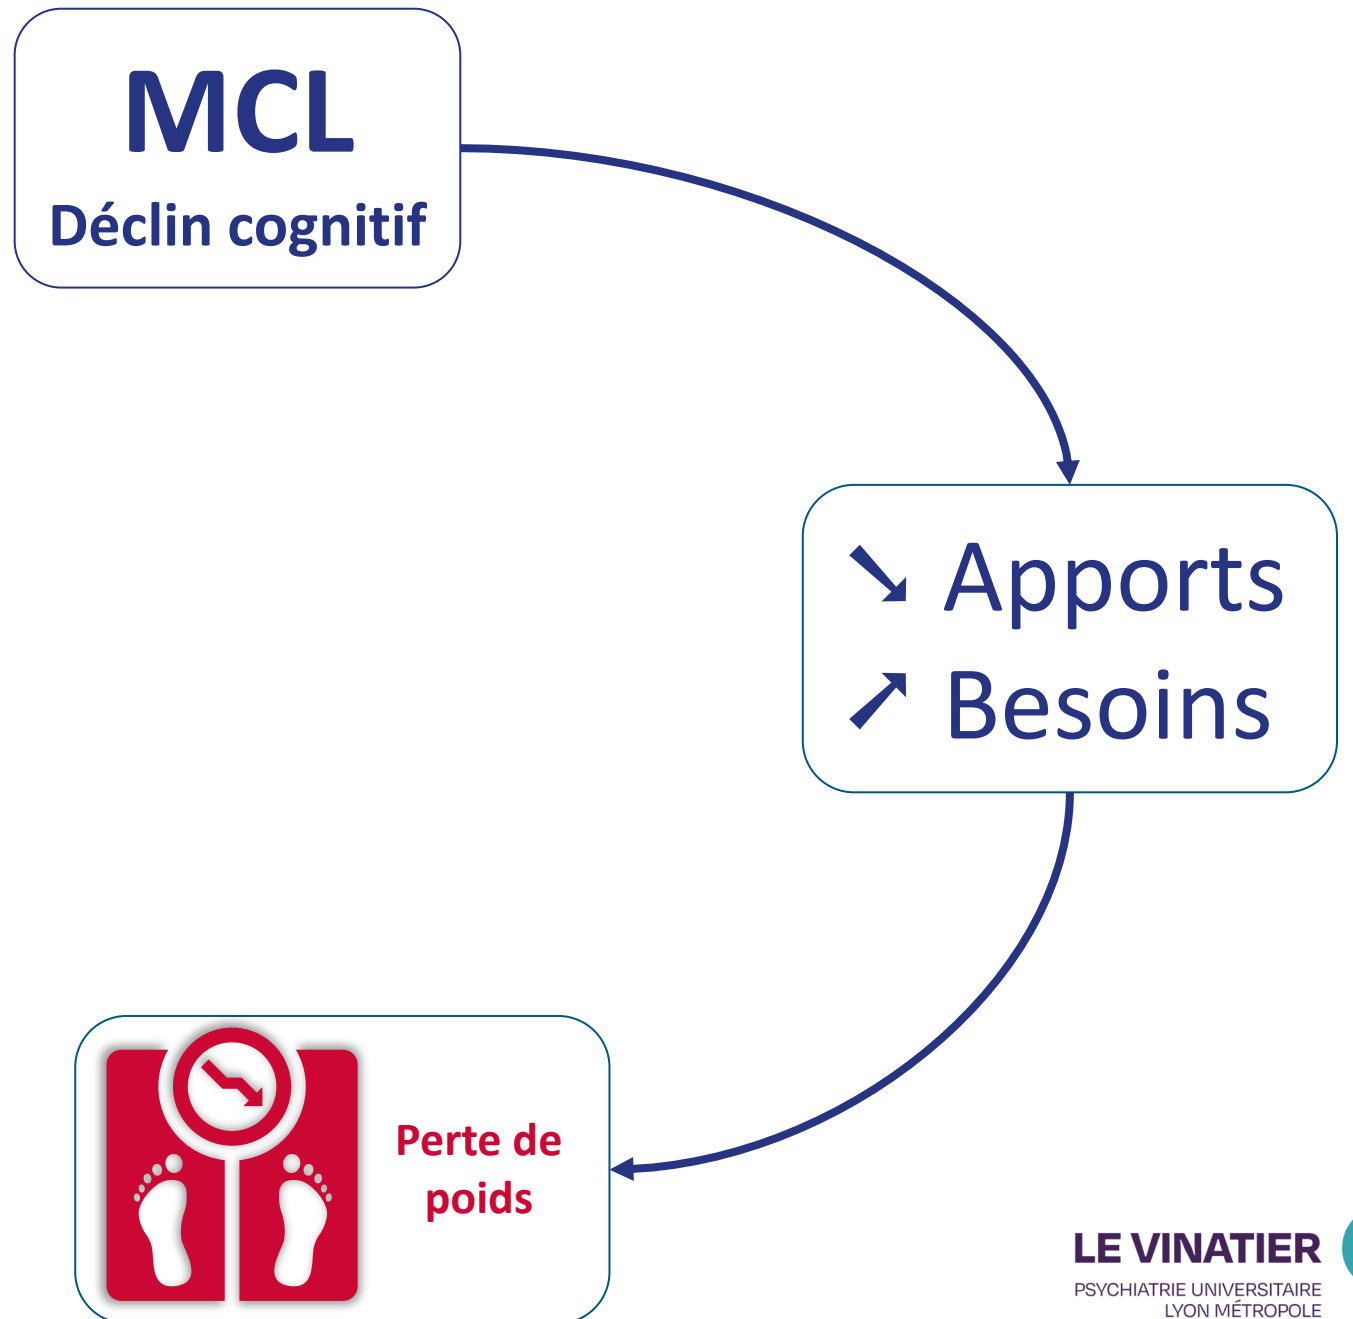 MCL
Déclin cognitif
➘ Apports
➚ Besoins
Perte de
poids
LE VINATIER
PSYCHIATRIE UNIVERSITAIRE
LYON MÉTROPOLE